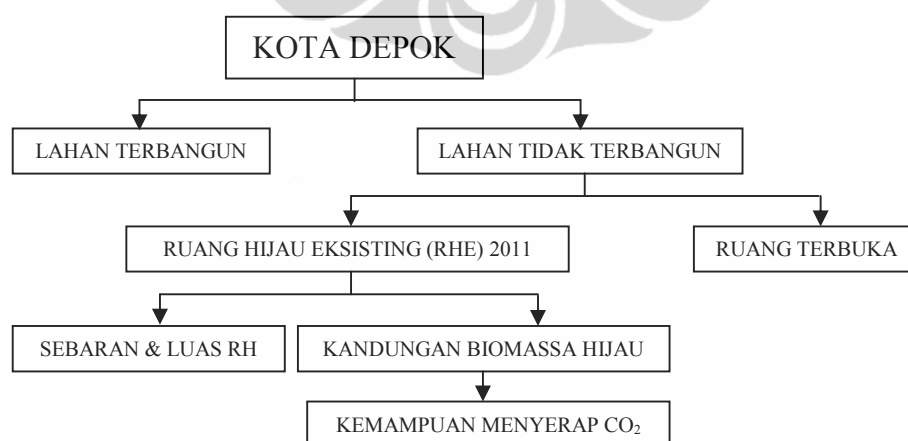 KOTA DEPOK
LAHAN TERBANGUN
LAHAN TIDAK TERBANGUN
RUANG HIJAU EKSISTING (RHE) 2011
RUANG TERBUKA
SEBARAN & LUAS RH
KANDUNGAN BIOMASSA HIJAU
KEMAMPUAN MENYERAP CO₂